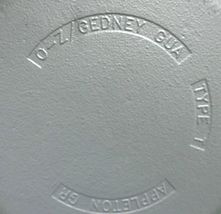 O-Z/GEDNEY GUA
TYPE 1
APPLETON GR